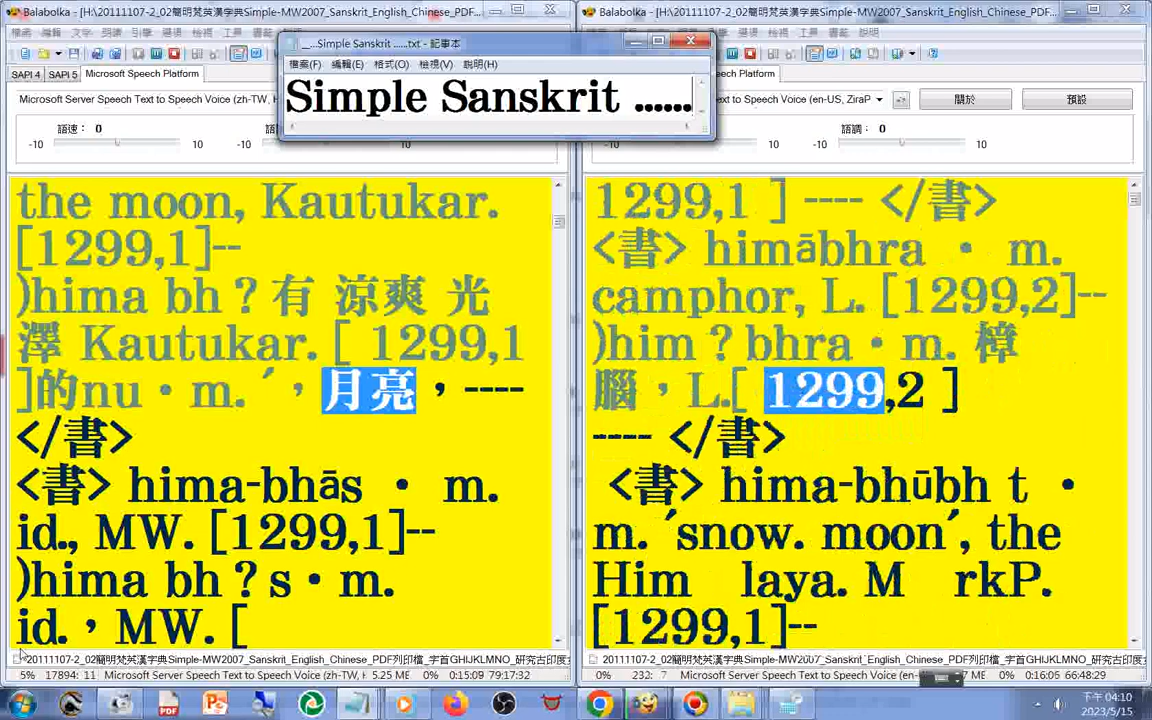 Balabolka - [H:\20111107-2_02簡明梵英漢字典Simple-MW2007_Sanskrit_English_Chinese_PDF...
Balabolka - [H:\20111107-2_02簡明梵英漢字典Simple-MW2007_Sanskrit_English_Chinese_PDF...
__...Simple Sanskrit ......txt - 記事本
檔案(F) 編輯(E) 格式(O) 檢視(V) 說明(H)
Simple Sanskrit ......
SAPI 4 SAPI 5 Microsoft Speech Platform
Microsoft Server Speech Text to Speech Voice (zh-TW, H
語速： 0
-10 10 -10
eech Platform
ext to Speech Voice (en-US, ZiraP
關於 預設
語調： 0
10 -10 10
the moon, Kautukar.
[1299,1]--
)hima bh？有 涼爽 光
澤 Kautukar. [ 1299,1
]的nu・m. ´，月亮，----
</書>
<書> hima-bhās ・ m.
id., MW. [1299,1]--
)hima bh？s・m.
id.，MW. [
1299,1 ] ---- </書>
<書> himābhra ・ m.
camphor, L. [1299,2]--
)him？bhra・m. 樟
腦，L.[ 1299,2 ]
---- </書>
<書> hima-bhūbh t ・
m. ´snow. moon´, the
Him laya. M rkP.
[1299,1]--
20111107-2_02簡明梵英漢字典Simple-MW2007_Sanskrit_English_Chinese_PDF列印檔_字首GHIJKLMNO_研究古印度
20111107-2_02簡明梵英漢字典Simple-MW2007_Sanskrit_English_Chinese_PDF列印檔_字首GHIJKLMNO_研究古印度
5% 17894: 11 Microsoft Server Speech Text to Speech Voice (zh-TW, 5.25 ME 0% 0:15:09 79:17:32
0% 232: 7 Microsoft Server Speech Text to Speech Voice ME 0% 0:16:05 66:48:29
下午 04:10
2023/5/15